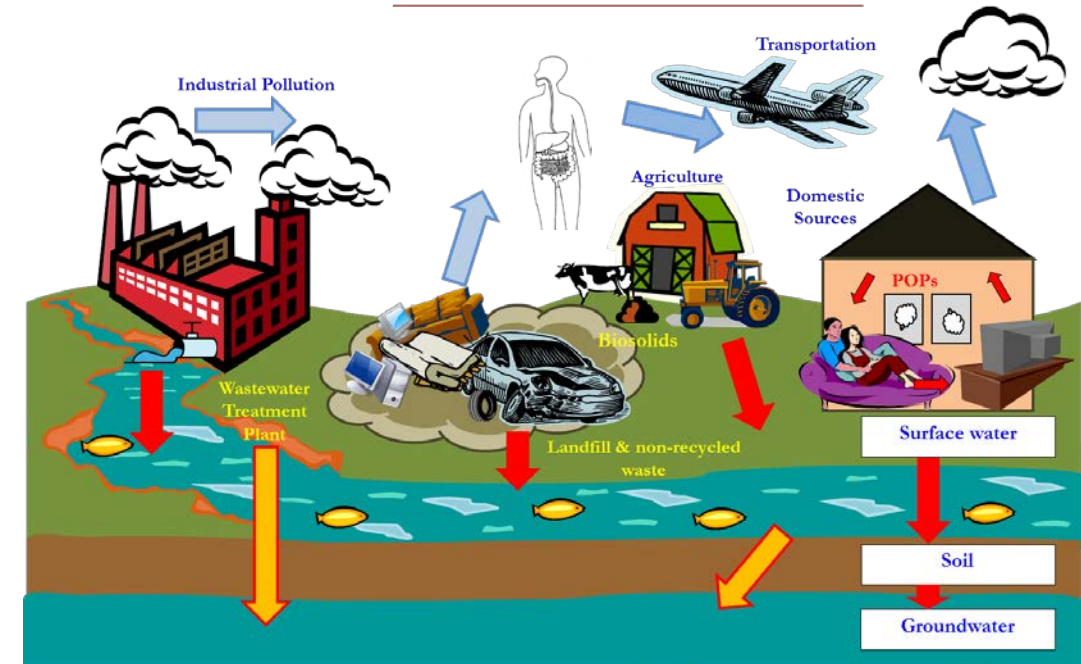 Transportation
Industrial Pollution
Agriculture
Domestic
Sources
POPs
Biosolids
Wastewater
Treatment
Plant
Landfill & non-recycled
waste
Surface water
Soil
Groundwater